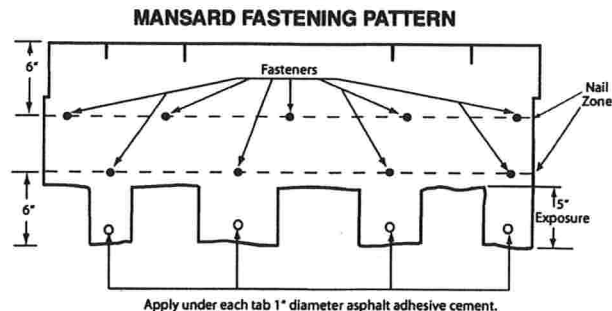 MANSARD FASTENING PATTERN
6"
Fasteners
Nail
Zone
6"
5"
Exposure
Apply under each tab 1" diameter asphalt adhesive cement.